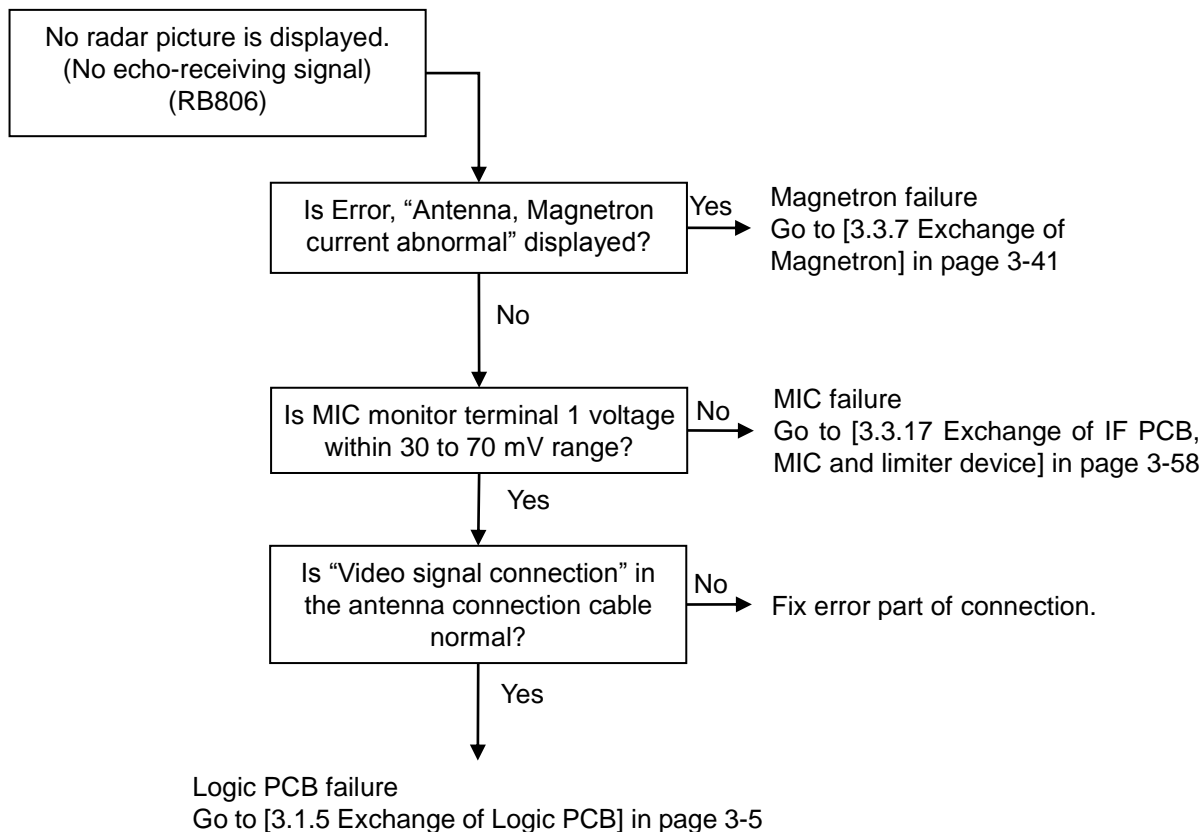 No radar picture is displayed.
(No echo-receiving signal)
(RB806)
Is Error, “Antenna, Magnetron
current abnormal” displayed?
Yes
Magnetron failure
Go to [3.3.7 Exchange of
Magnetron] in page 3-41
No
Is MIC monitor terminal 1 voltage
within 30 to 70 mV range?
No
MIC failure
Go to [3.3.17 Exchange of IF PCB,
MIC and limiter device] in page 3-58
Yes
Is “Video signal connection” in
the antenna connection cable
normal?
No
Fix error part of connection.
Yes
Logic PCB failure
Go to [3.1.5 Exchange of Logic PCB] in page 3-5